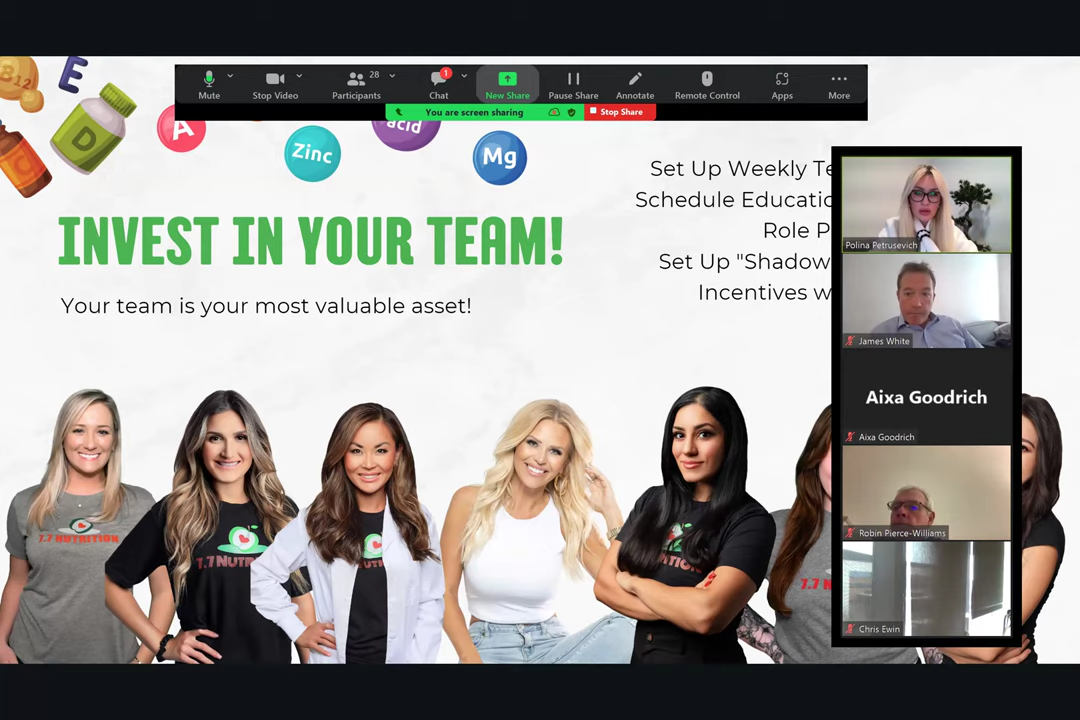 28
1
Mute
Stop Video
Participants
Chat
New Share
Pause Share
Annotate
Remote Control
Apps
More
You are screen sharing
Stop Share
B12
E
D
C
A
Zinc
acid
Mg
Set Up Weekly Te
Schedule Educatio
Role P
Set Up "Shadow
Incentives w
INVEST IN YOUR TEAM!
Your team is your most valuable asset!
Polina Petrusevich
James White
Aixa Goodrich
Aixa Goodrich
Robin Pierce-Williams
Chris Ewin
7.7 NUTRITION
7.7 NUTR
7.7 N